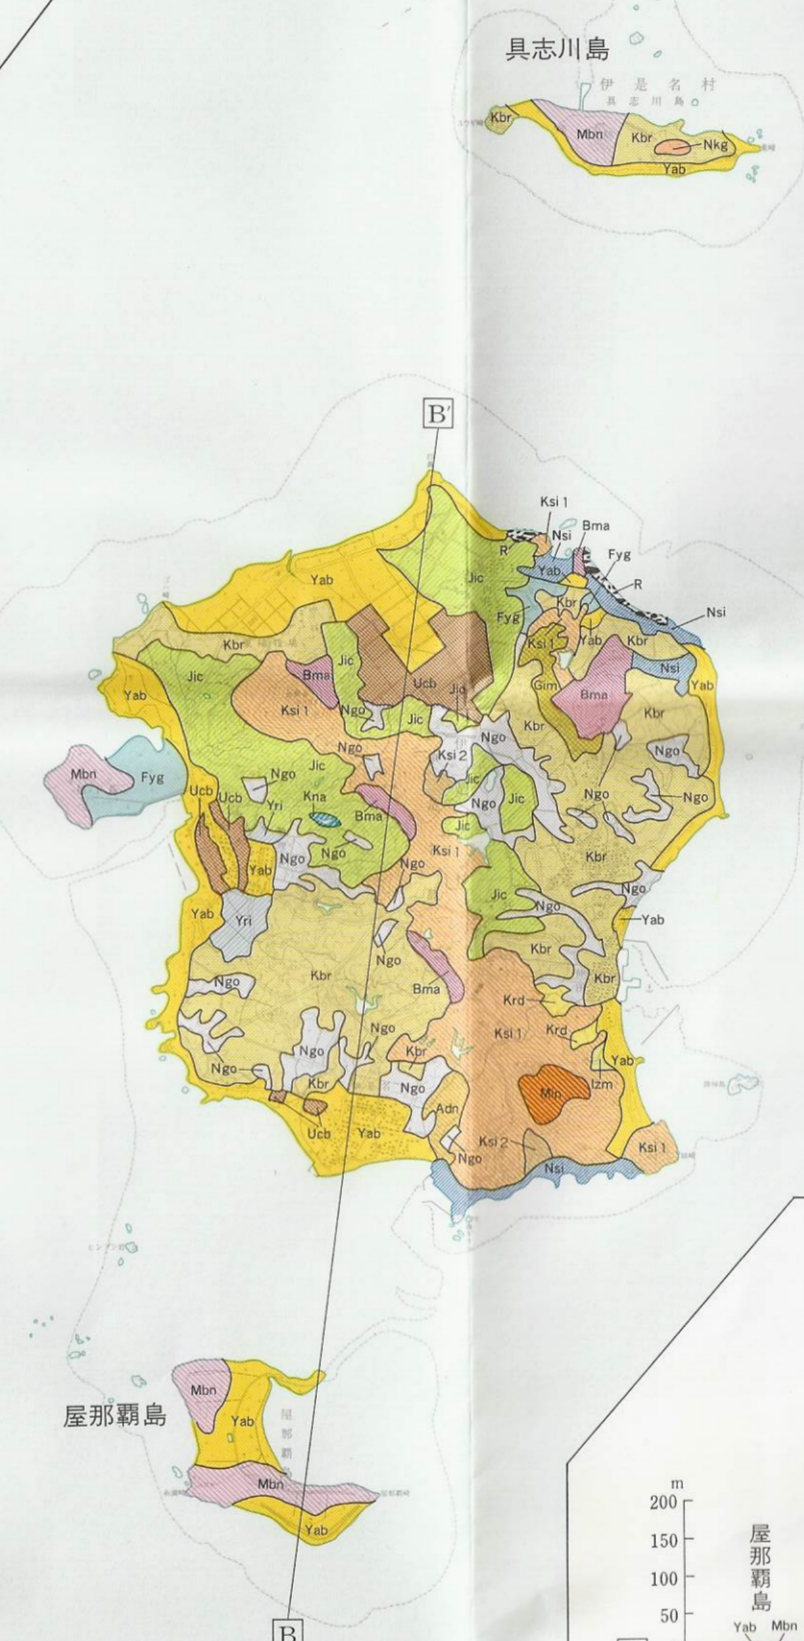 具志川島
伊是名村
具志川島
Kbr
Mbn
Kbr
Nkg
Yab
B'
Ksi 1
Bma
R
Nsi
Fyg
Yab
R
Jic
Yab
Kbr
Fyg
Nsi
Kbr
Ksi 1
Yab
Kbr
Jic
Jic
Bma
Nsi
Yab
Ucb
Jic
Gim
Bma
Yab
Ksi 1
Ngo
Jic
Kbr
Kbr
Ngo
Ngo
Ksi 2
Ngo
Mbn
Fyg
Jic
Ngo
Jic
Ucb
Ucb
Yri
Kna
Bma
Ngo
Jic
Ngo
Ngo
Jic
Ngo
Ngo
Ngo
Ksi 1
Kbr
Yab
Jic
Ngo
Yab
Yri
Ngo
Yab
Ngo
Kbr
Kbr
Kbr
Ngo
Bma
Krd
Ngo
Ksi 1
Krd
Ngo
Kbr
Yab
Ngo
Kbr
Ngo
Mip
Izm
Adn
Ucb
Yab
Ksi 2
Ksi 1
Ngo
Nsi
屋那覇島
Mbn
Yab
屋那覇島
Mbn
Yab
B
m
200
150
100
50
屋那覇島
Yab Mbn